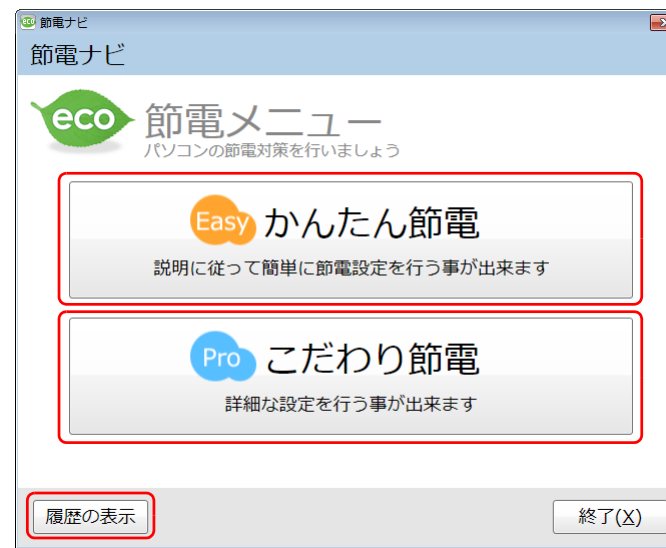 eco 節電ナビ
節電ナビ
eco 節電メニュー
パソコンの節電対策を行いましょう
Easy かんたん節電
説明に従って簡単に節電設定を行う事が出来ます
Pro こだわり節電
詳細な設定を行う事が出来ます
履歴の表示 終了(X)